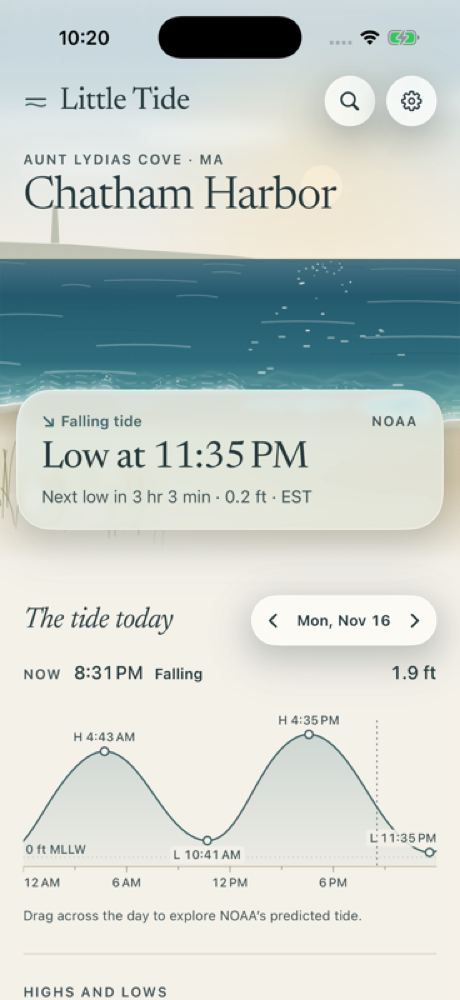 10:20
Little Tide
AUNT LYDIAS COVE · MA
Chatham Harbor
Falling tide
NOAA
Low at 11:35 PM
Next low in 3 hr 3 min · 0.2 ft · EST
The tide today
Mon, Nov 16
NOW 8:31 PM Falling
1.9 ft
H 4:35 PM
H 4:43 AM
L 11:35 PM
0 ft MLLW
L 10:41 AM
12 AM
6 AM
12 PM
6 PM
Drag across the day to explore NOAA's predicted tide.
HIGHS AND LOWS